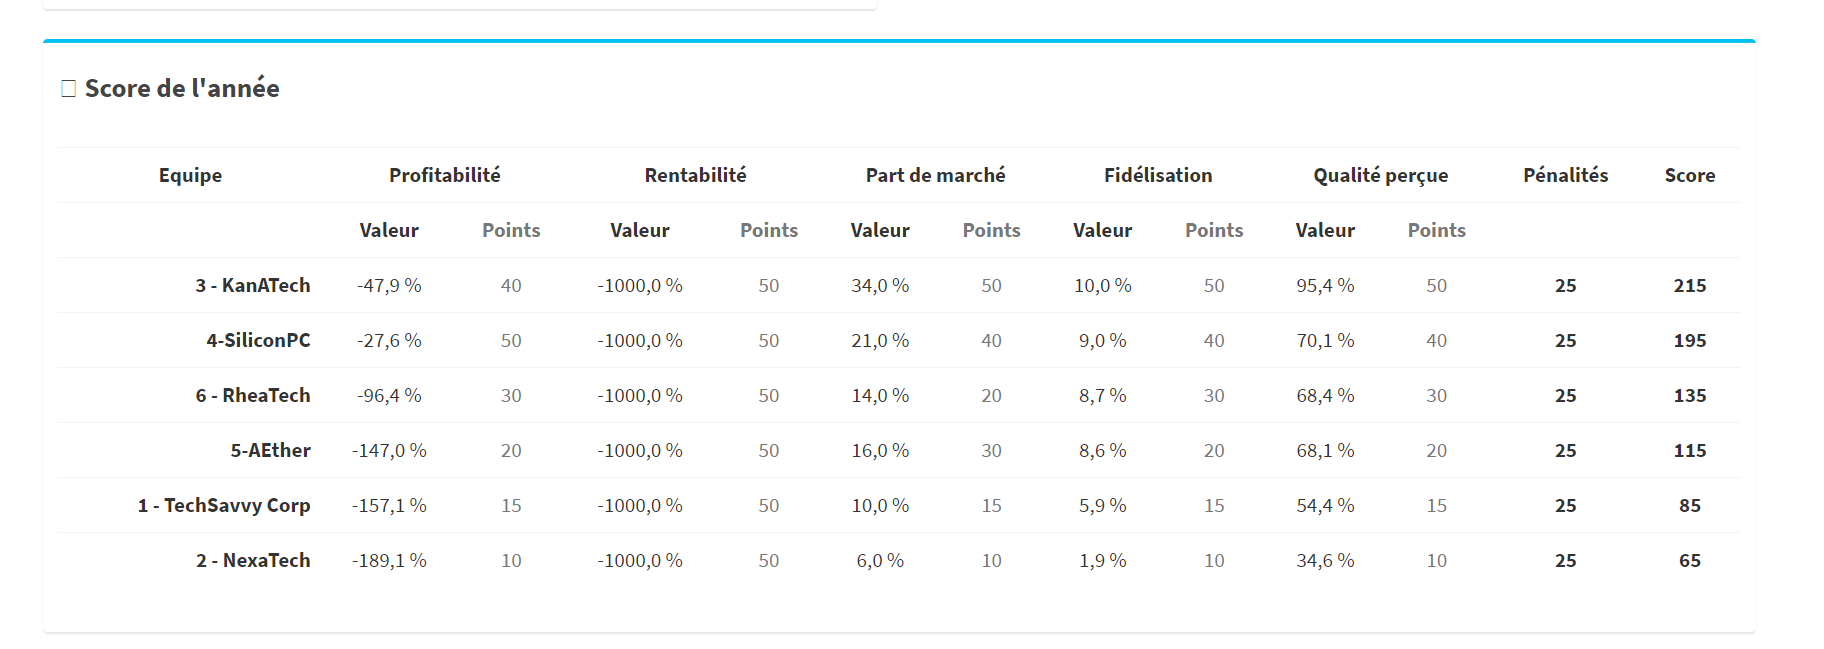 Score de l'année
Equipe Profitabilité Rentabilité Part de marché Fidélisation Qualité perçue Pénalités Score
Valeur Points Valeur Points Valeur Points Valeur Points Valeur Points
3 - KanATech -47,9 % 40 -1000,0 % 50 34,0 % 50 10,0 % 50 95,4 % 50 25 215
4-SiliconPC -27,6 % 50 -1000,0 % 50 21,0 % 40 9,0 % 40 70,1 % 40 25 195
6 - RheaTech -96,4 % 30 -1000,0 % 50 14,0 % 20 8,7 % 30 68,4 % 30 25 135
5-AEther -147,0 % 20 -1000,0 % 50 16,0 % 30 8,6 % 20 68,1 % 20 25 115
1 - TechSavvy Corp -157,1 % 15 -1000,0 % 50 10,0 % 15 5,9 % 15 54,4 % 15 25 85
2 - NexaTech -189,1 % 10 -1000,0 % 50 6,0 % 10 1,9 % 10 34,6 % 10 25 65